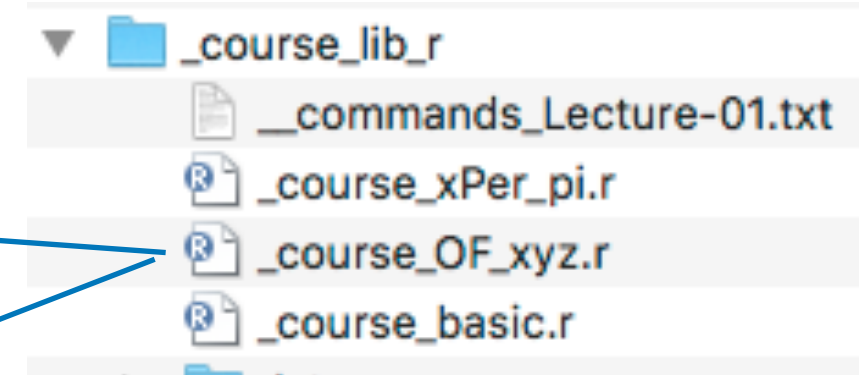 _course_lib_r
__commands_Lecture-01.txt
_course_xPer_pi.r
_course_OF_xyz.r
_course_basic.r